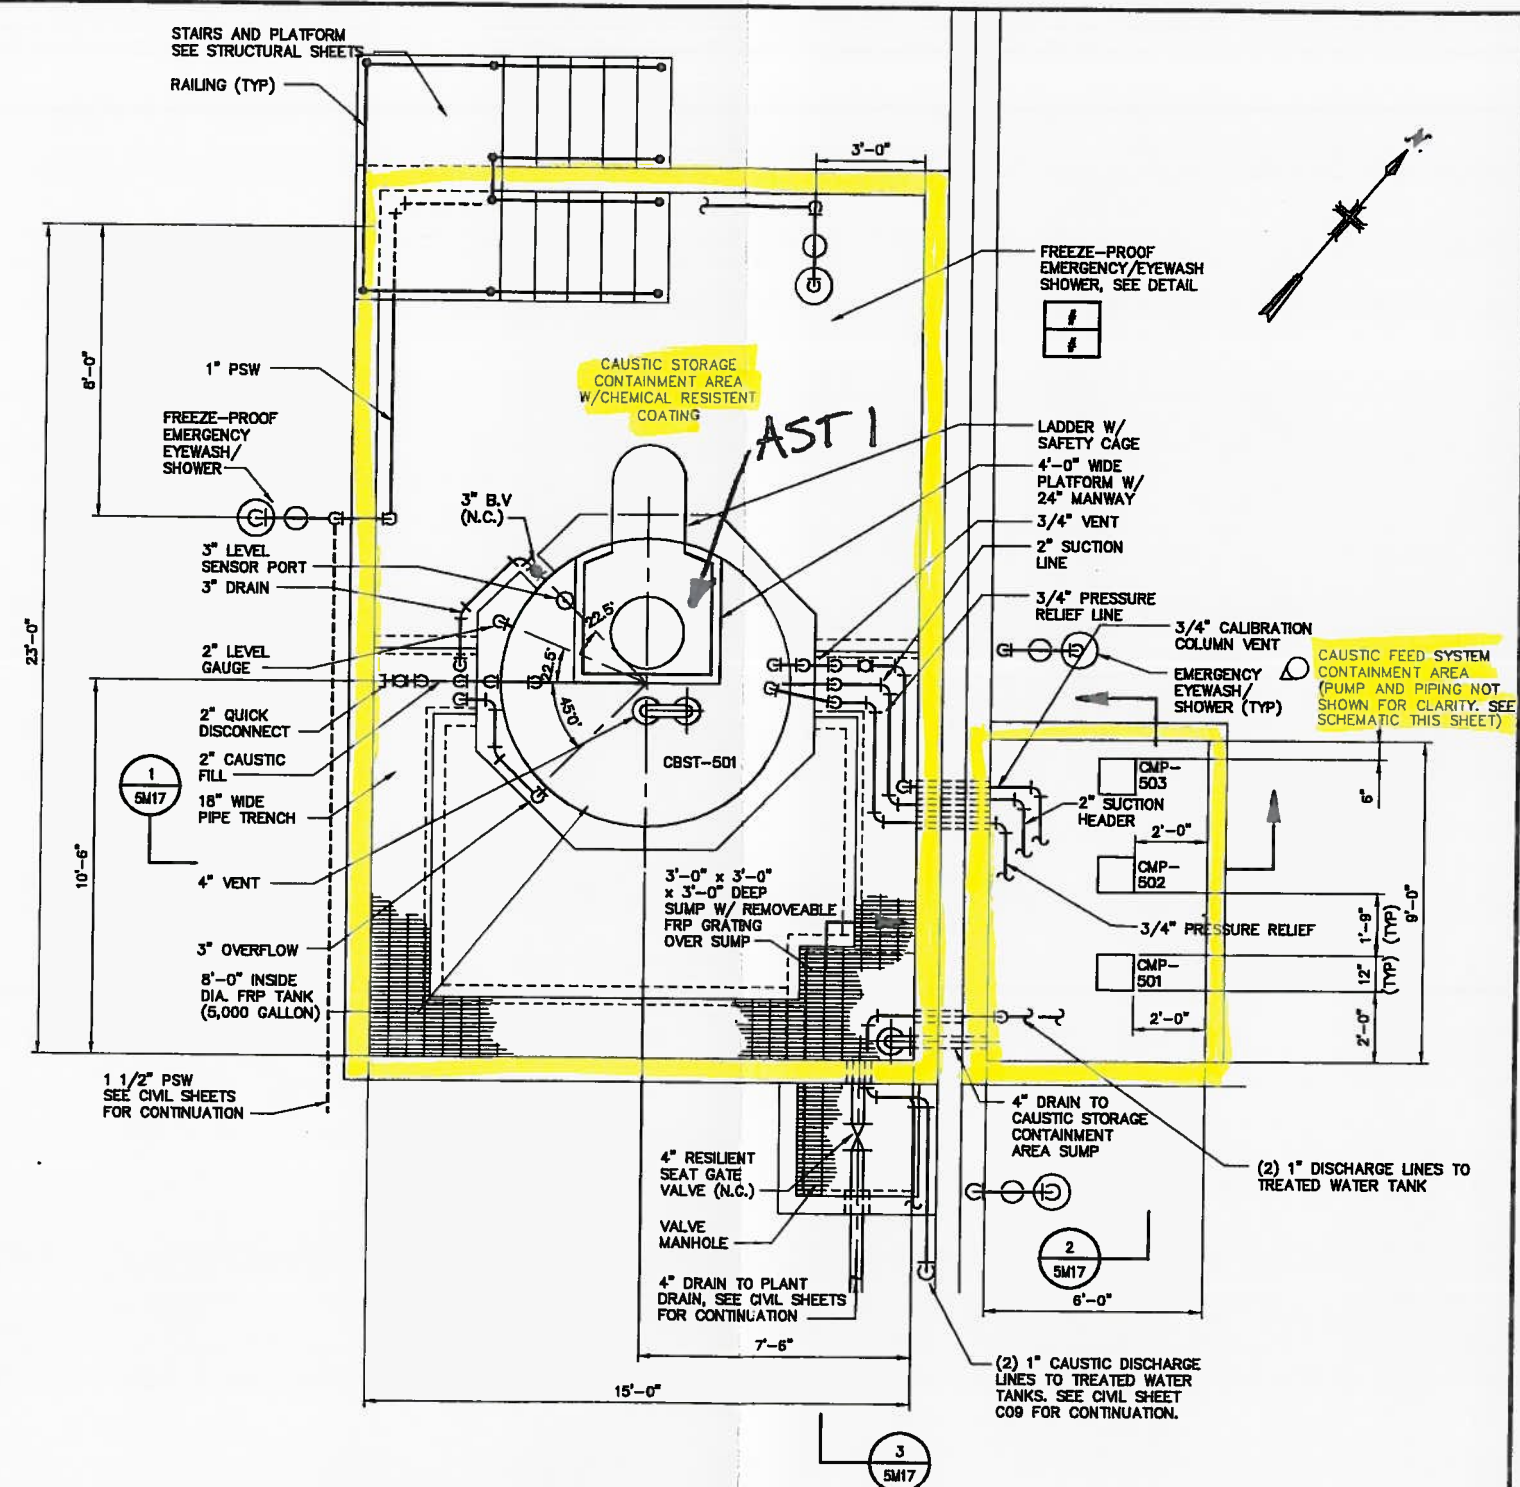 STAIRS AND PLATFORM
SEE STRUCTURAL SHEETS
RAILING (TYP)
3'-0"
FREEZE-PROOF
EMERGENCY/EYEWASH
SHOWER, SEE DETAIL
#
#
8'-0"
1" PSW
CAUSTIC STORAGE
CONTAINMENT AREA
W/CHEMICAL RESISTENT
COATING
AST 1
FREEZE-PROOF
EMERGENCY
EYEWASH/
SHOWER
LADDER W/
SAFETY CAGE
4'-0" WIDE
PLATFORM W/
24" MANWAY
3" B.V
(N.C.)
3/4" VENT
2" SUCTION
LINE
3" LEVEL
SENSOR PORT
3" DRAIN
22.5°
22.5°
45'0"
3/4" PRESSURE
RELIEF LINE
3/4" CALIBRATION
COLUMN VENT
23'-0"
2" LEVEL
GAUGE
EMERGENCY
EYEWASH/
SHOWER (TYP)
CAUSTIC FEED SYSTEM
CONTAINMENT AREA
(PUMP AND PIPING NOT
SHOWN FOR CLARITY. SEE
SCHEMATIC THIS SHEET)
2" QUICK
DISCONNECT
2" CAUSTIC
FILL
1
5M17
18" WIDE
PIPE TRENCH
CBST-501
CMP-
503
6"
2" SUCTION
HEADER
2'-0"
10'-6"
4" VENT
3'-0" x 3'-0"
x 3'-0" DEEP
SUMP W/ REMOVEABLE
FRP GRATING
OVER SUMP
CMP-
502
9'-0"
1'-9"
(TYP)
3/4" PRESSURE RELIEF
3" OVERFLOW
8'-0" INSIDE
DIA. FRP TANK
(5,000 GALLON)
CMP-
501
12"
(TYP)
2'-0"
2'-0"
1 1/2" PSW
SEE CIVIL SHEETS
FOR CONTINUATION
4" DRAIN TO
CAUSTIC STORAGE
CONTAINMENT
AREA SUMP
(2) 1" DISCHARGE LINES TO
TREATED WATER TANK
4" RESILIENT
SEAT GATE
VALVE (N.C.)
VALVE
MANHOLE
2
5M17
4" DRAIN TO PLANT
DRAIN, SEE CIVIL SHEETS
FOR CONTINUATION
6'-0"
7'-6"
(2) 1" CAUSTIC DISCHARGE
LINES TO TREATED WATER
TANKS. SEE CIVIL SHEET
C09 FOR CONTINUATION.
15'-0"
3
5M17